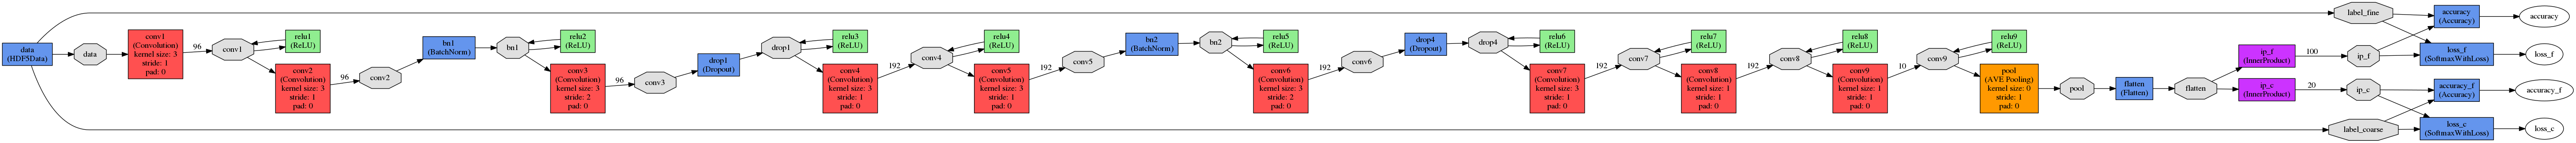 data
(HDF5Data)
data
conv1
(Convolution)
kernel size: 3
stride: 1
pad: 0
96
conv1
relu1
(ReLU)
conv2
(Convolution)
kernel size: 3
stride: 1
pad: 0
96
conv2
bn1
(BatchNorm)
bn1
relu2
(ReLU)
conv3
(Convolution)
kernel size: 3
stride: 2
pad: 0
96
conv3
drop1
(Dropout)
drop1
relu3
(ReLU)
conv4
(Convolution)
kernel size: 3
stride: 1
pad: 0
192
conv4
relu4
(ReLU)
conv5
(Convolution)
kernel size: 3
stride: 1
pad: 0
192
conv5
bn2
(BatchNorm)
bn2
relu5
(ReLU)
conv6
(Convolution)
kernel size: 3
stride: 2
pad: 0
192
conv6
drop4
(Dropout)
drop4
relu6
(ReLU)
conv7
(Convolution)
kernel size: 3
stride: 1
pad: 0
192
conv7
relu7
(ReLU)
conv8
(Convolution)
kernel size: 1
stride: 1
pad: 0
192
conv8
relu8
(ReLU)
conv9
(Convolution)
kernel size: 1
stride: 1
pad: 0
10
conv9
relu9
(ReLU)
pool
(AVE Pooling)
kernel size: 0
stride: 1
pad: 0
pool
flatten
(Flatten)
flatten
ip_f
(InnerProduct)
100
ip_f
ip_c
(InnerProduct)
20
ip_c
label_fine
label_coarse
accuracy
(Accuracy)
accuracy
loss_f
(SoftmaxWithLoss)
loss_f
accuracy_f
(Accuracy)
accuracy_f
loss_c
(SoftmaxWithLoss)
loss_c